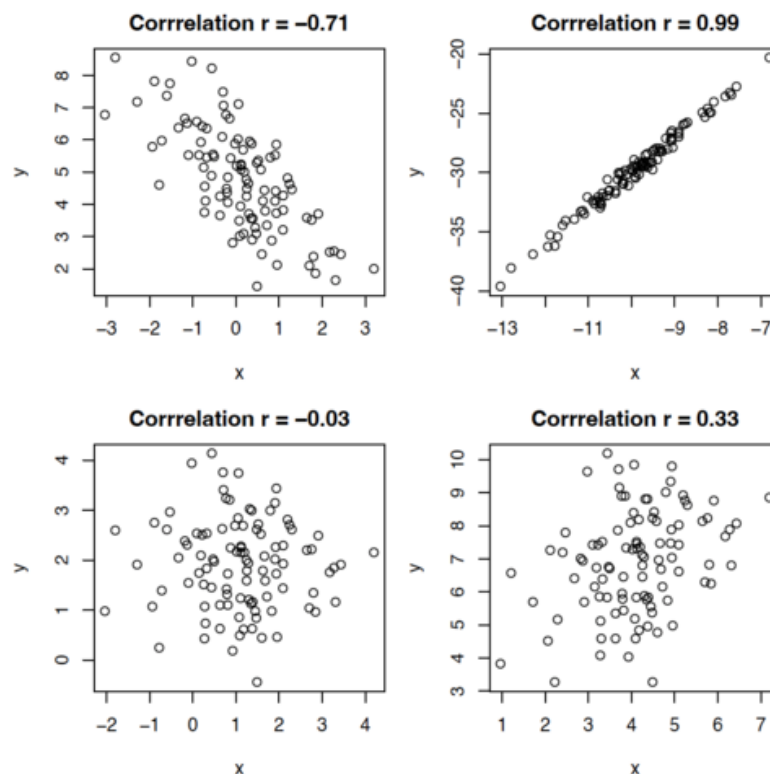 Corrrelation r = −0.71
8
7
6
5
4
3
2
y
−3 −2 −1 0 1 2 3
x
Corrrelation r = 0.99
−20
−25
−30
−35
−40
y
−13 −11 −9 −7
x
Corrrelation r = −0.03
4
3
2
1
0
y
−2 −1 0 1 2 3 4
x
Corrrelation r = 0.33
10
9
8
7
6
5
4
3
y
1 2 3 4 5 6 7
x